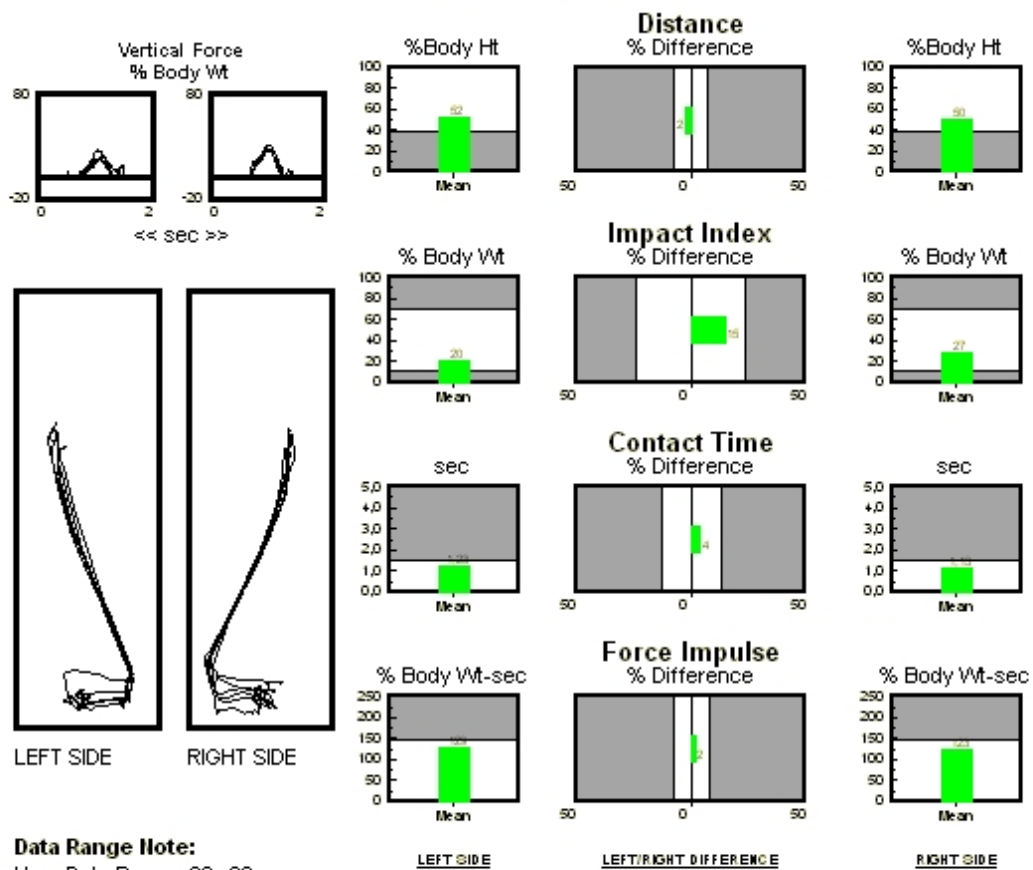 Distance
Vertical Force
% Body Wt
%Body Ht
% Difference
%Body Ht
80
-20
0
2
0
2
<< sec >>
100
80
60
40
20
0
52
Mean
2
50
0
50
100
80
60
40
20
0
50
Mean
Impact Index
% Body Wt
% Difference
% Body Wt
100
80
60
40
20
0
20
Mean
50
0
50
100
80
60
40
20
0
27
Mean
Contact Time
sec
% Difference
sec
5,0
4,0
3,0
2,0
1,0
0,0
Mean
4
50
0
50
5,0
4,0
3,0
2,0
1,0
0,0
Mean
Force Impulse
% Body Wt-sec
% Difference
% Body Wt-sec
250
200
150
100
50
0
Mean
2
50
0
50
250
200
150
100
50
0
Mean
LEFT SIDE
RIGHT SIDE
Data Range Note:
LEFT SIDE
LEFT/RIGHT DIFFERENCE
RIGHT SIDE